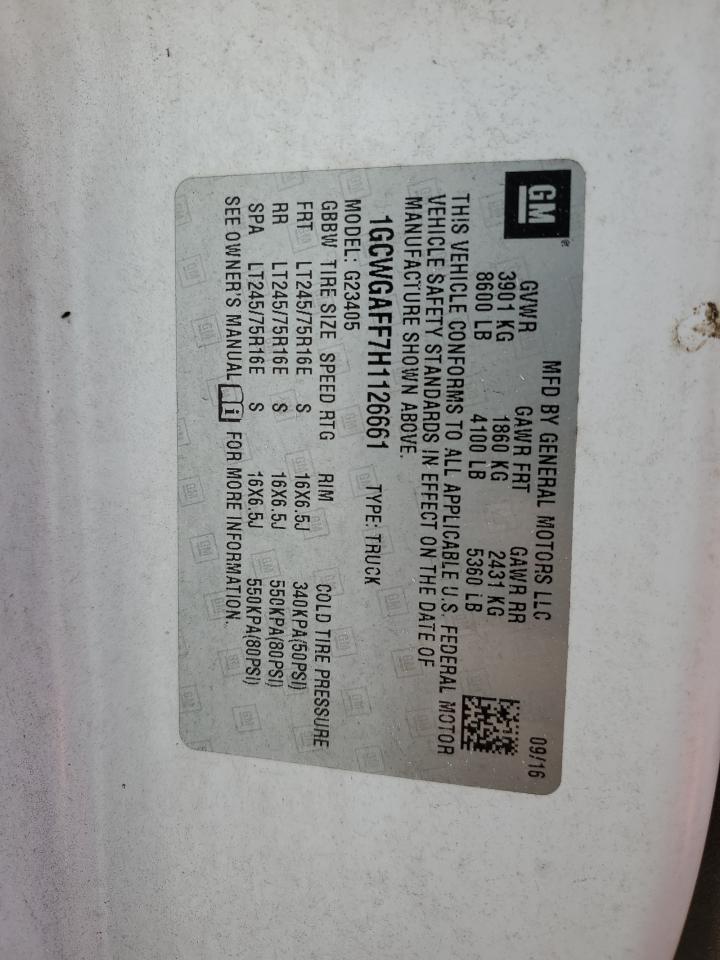 GM
MFD BY GENERAL MOTORS LLC 09/16
GVWR GAWR FRT GAWR RR
3901 KG 1860 KG 2431 KG
8600 LB 4100 LB 5360 LB
THIS VEHICLE CONFORMS TO ALL APPLICABLE U.S. FEDERAL MOTOR
VEHICLE SAFETY STANDARDS IN EFFECT ON THE DATE OF
MANUFACTURE SHOWN ABOVE.
1GCWGAFF7H1126661 TYPE: TRUCK
MODEL: G23405
GBBW TIRE SIZE SPEED RTG RIM COLD TIRE PRESSURE
FRT LT245/75R16E S 16X6.5J 340KPA(50PSI)
RR LT245/75R16E S 16X6.5J 550KPA(80PSI)
SPA LT245/75R16E S 16X6.5J 550KPA(80PSI)
SEE OWNER'S MANUAL i FOR MORE INFORMATION.